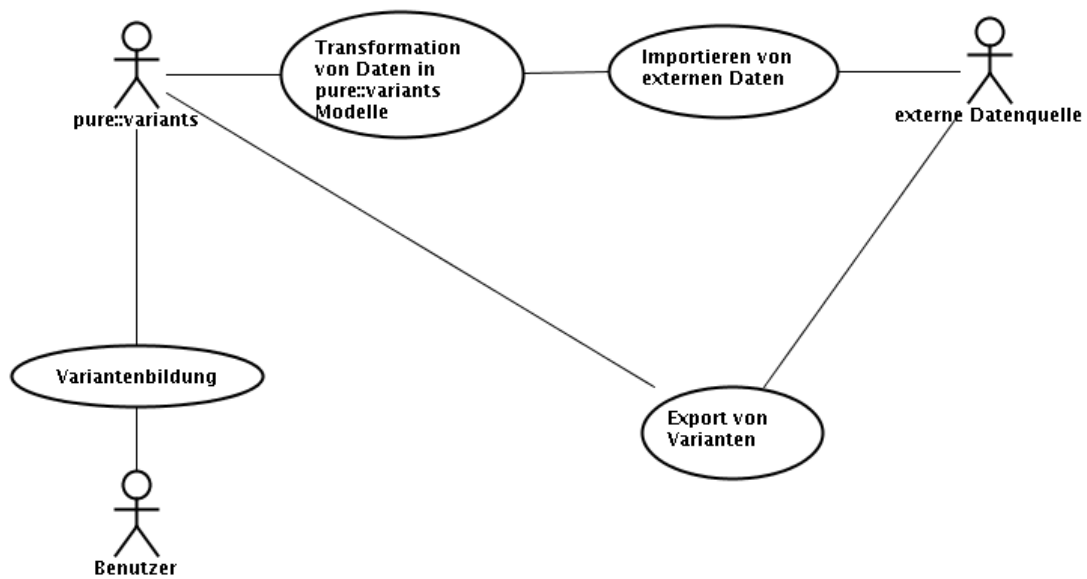 Transformation
von Daten in
pure::variants
Modelle
Importieren von
externen Daten
pure::variants
externe Datenquelle
Variantenbildung
Export von
Varianten
Benutzer